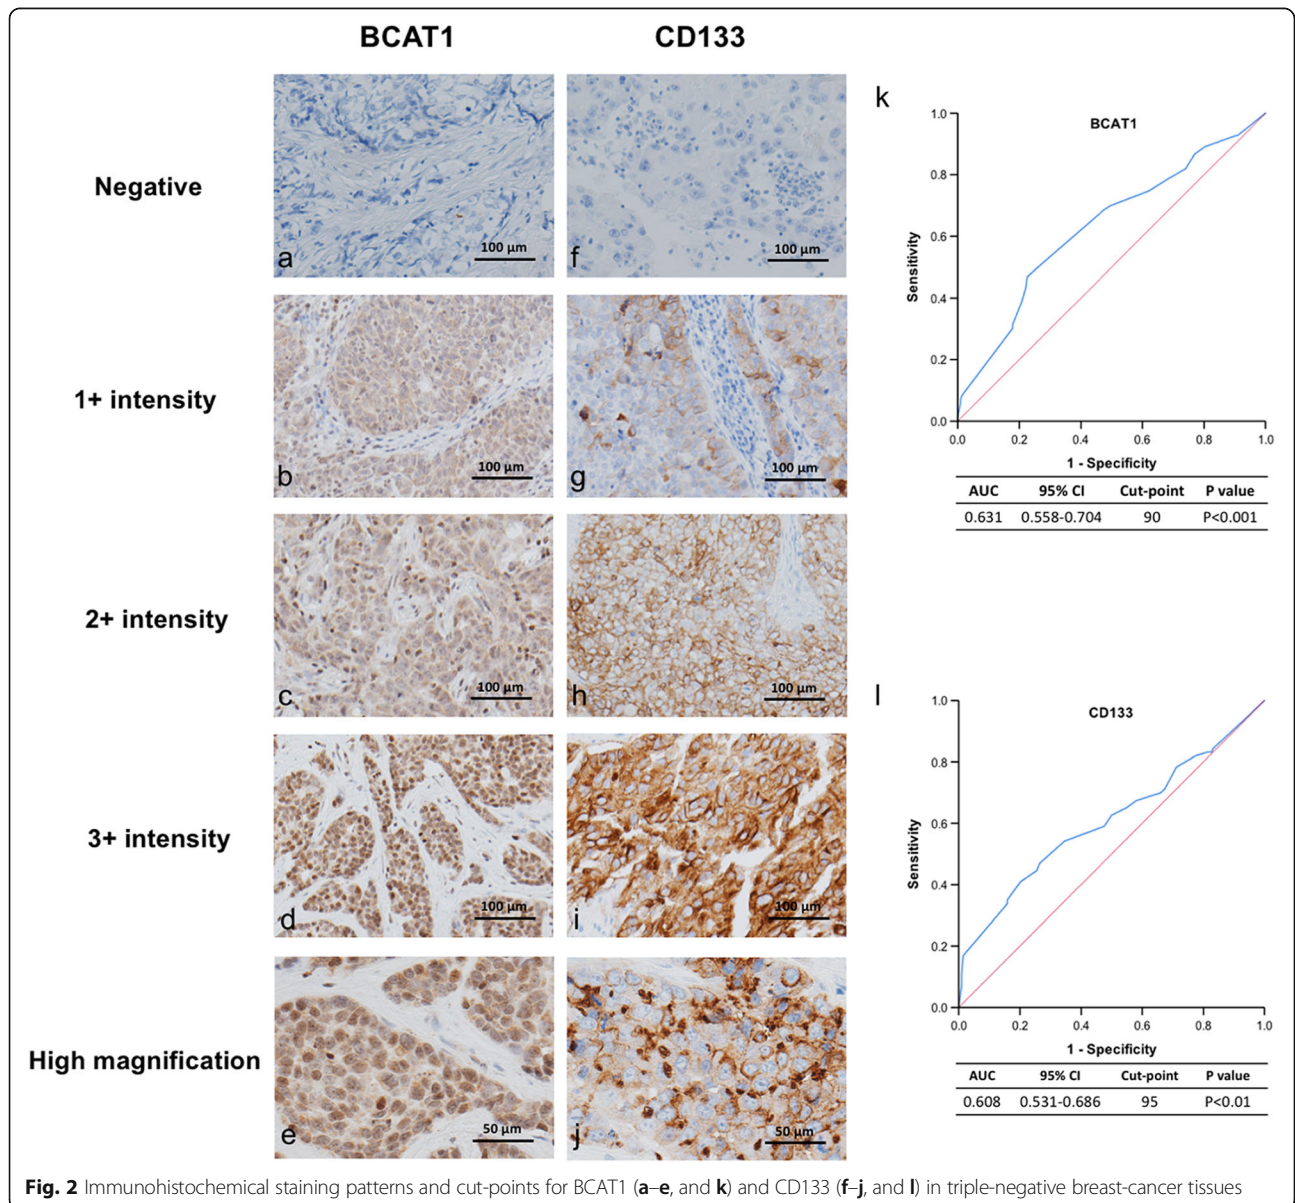 BCAT1 CD133
Negative
a 100 μm
f 100 μm
1+ intensity
b 100 μm
g 100 μm
2+ intensity
c 100 μm
h 100 μm
3+ intensity
d 100 μm
i 100 μm
High magnification
e 50 μm
j 50 μm
k
BCAT1
Sensitivity
1.0
0.8
0.6
0.4
0.2
0.0
0.0 0.2 0.4 0.6 0.8 1.0
1 - Specificity
AUC 95% CI Cut-point P value
0.631 0.558-0.704 90 P<0.001
l
CD133
Sensitivity
1.0
0.8
0.6
0.4
0.2
0.0
0.0 0.2 0.4 0.6 0.8 1.0
1 - Specificity
AUC 95% CI Cut-point P value
0.608 0.531-0.686 95 P<0.01
Fig. 2 Immunohistochemical staining patterns and cut-points for BCAT1 (a–e, and k) and CD133 (f–j, and l) in triple-negative breast-cancer tissues